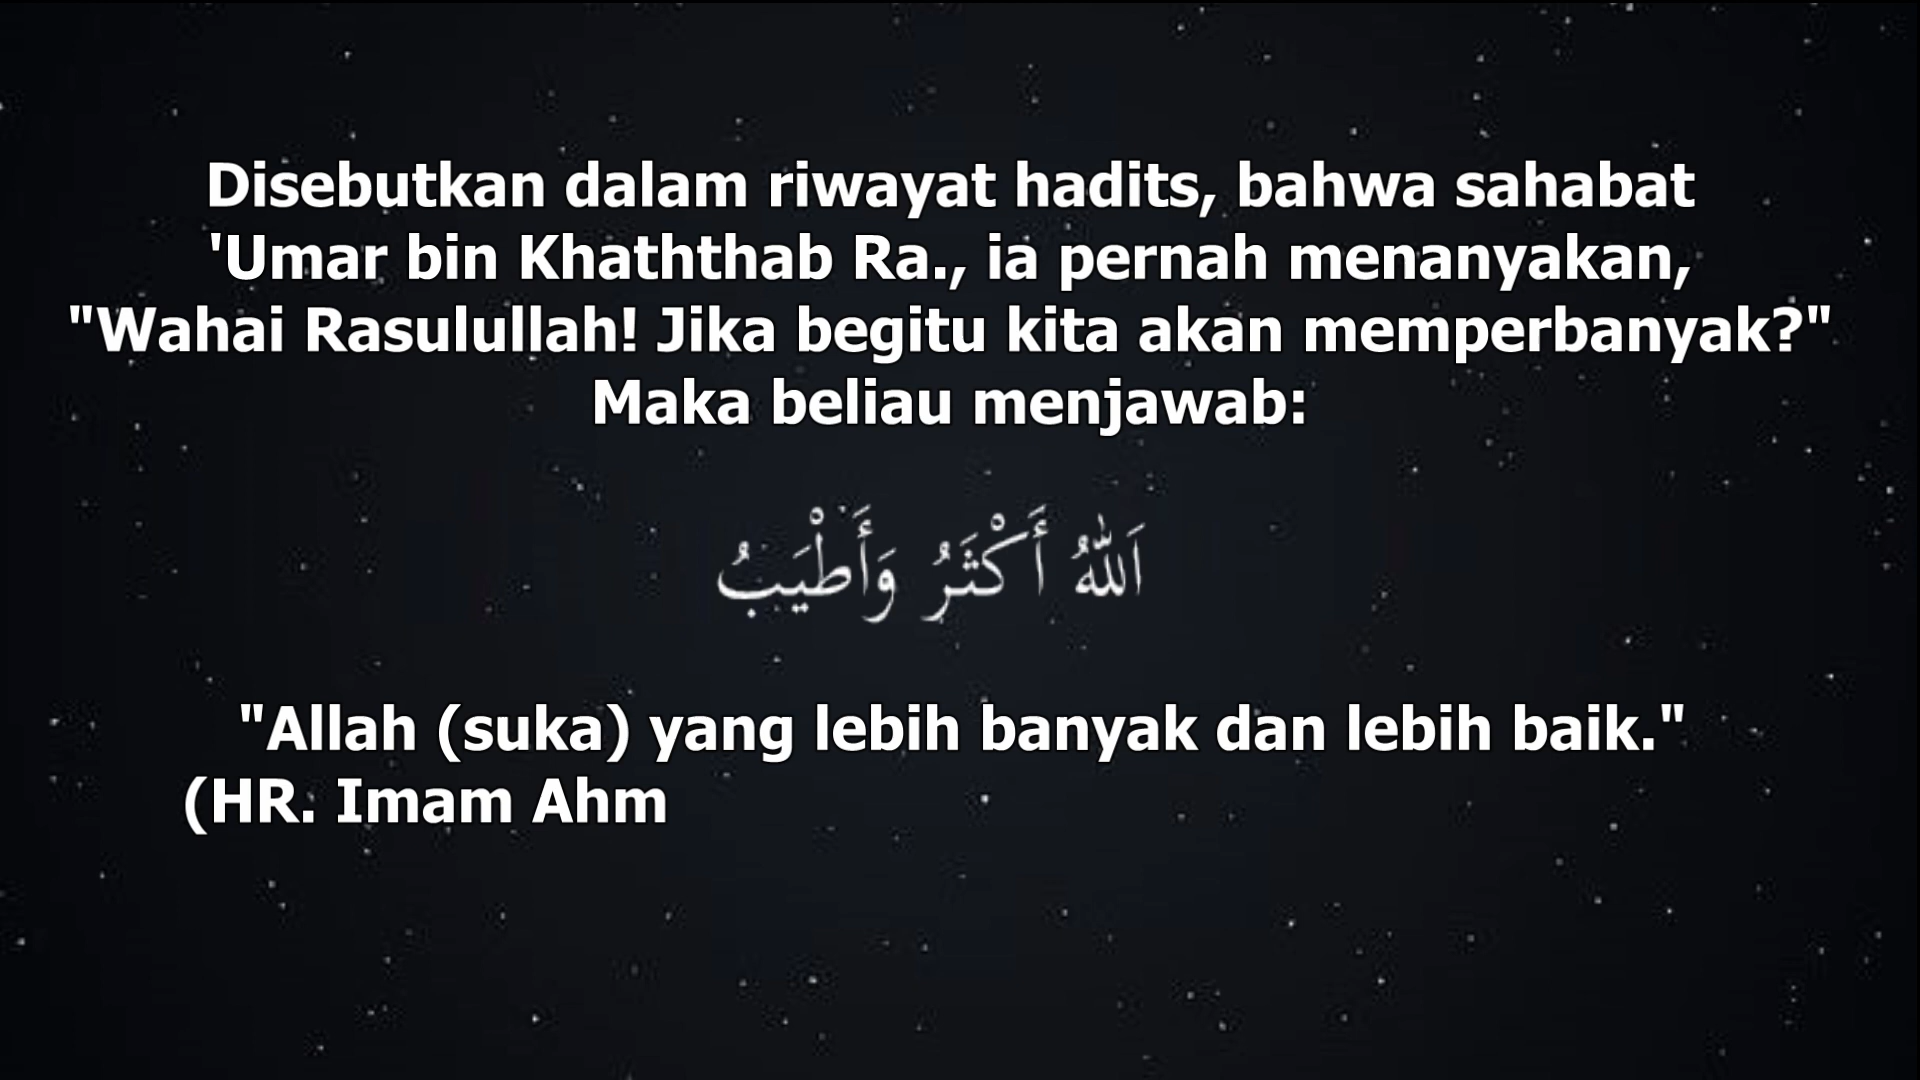 Disebutkan dalam riwayat hadits, bahwa sahabat
'Umar bin Khaththab Ra., ia pernah menanyakan,
"Wahai Rasulullah! Jika begitu kita akan memperbanyak?"
Maka beliau menjawab:
اَللّٰهُ أَكْثَرُ وَأَطْيَبُ
"Allah (suka) yang lebih banyak dan lebih baik."
(HR. Imam Ahm